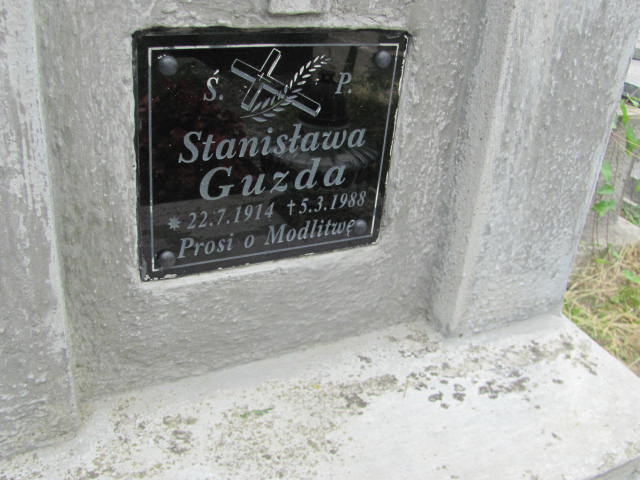 Ś. P.
Stanisława
Guzda
* 22.7.1914 † 5.3.1988
Prosi o Modlitwę